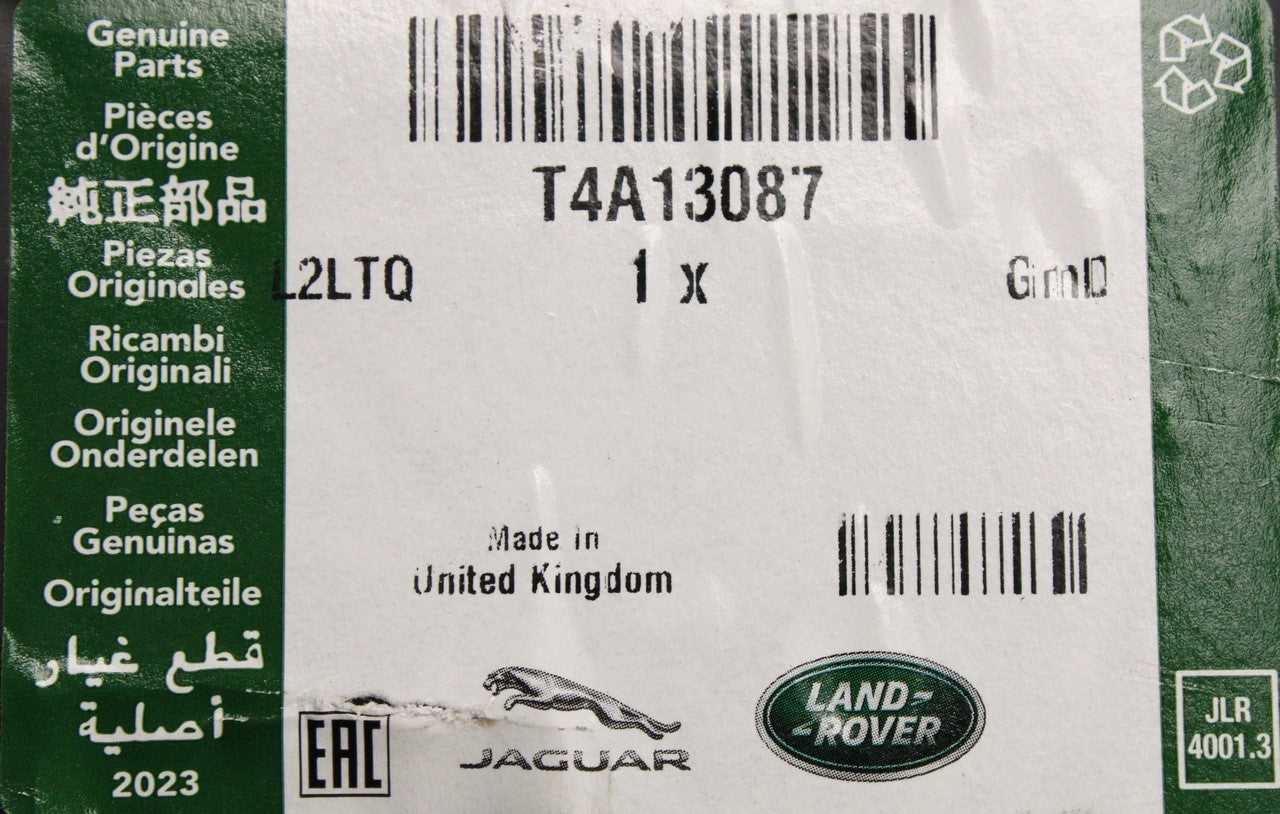 Genuine
Parts
Pièces
d'Origine
純正部品
Piezas
Originales
Ricambi
Originali
Originele
Onderdelen
Peças
Genuinas
Originalteile
قطع غيار
أصلية
2023
T4A13087
L2LTQ
1 x
Made In
United Kingdom
EAC
JAGUAR
LAND-
-ROVER
JLR
4001.3